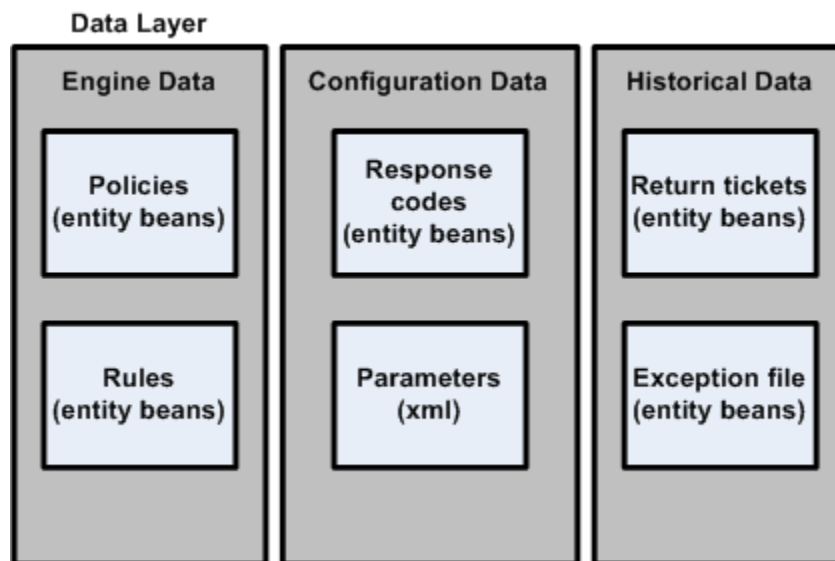 Data Layer
Engine Data
Policies
(entity beans)
Rules
(entity beans)
Configuration Data
Response
codes
(entity beans)
Parameters
(xml)
Historical Data
Return tickets
(entity beans)
Exception file
(entity beans)